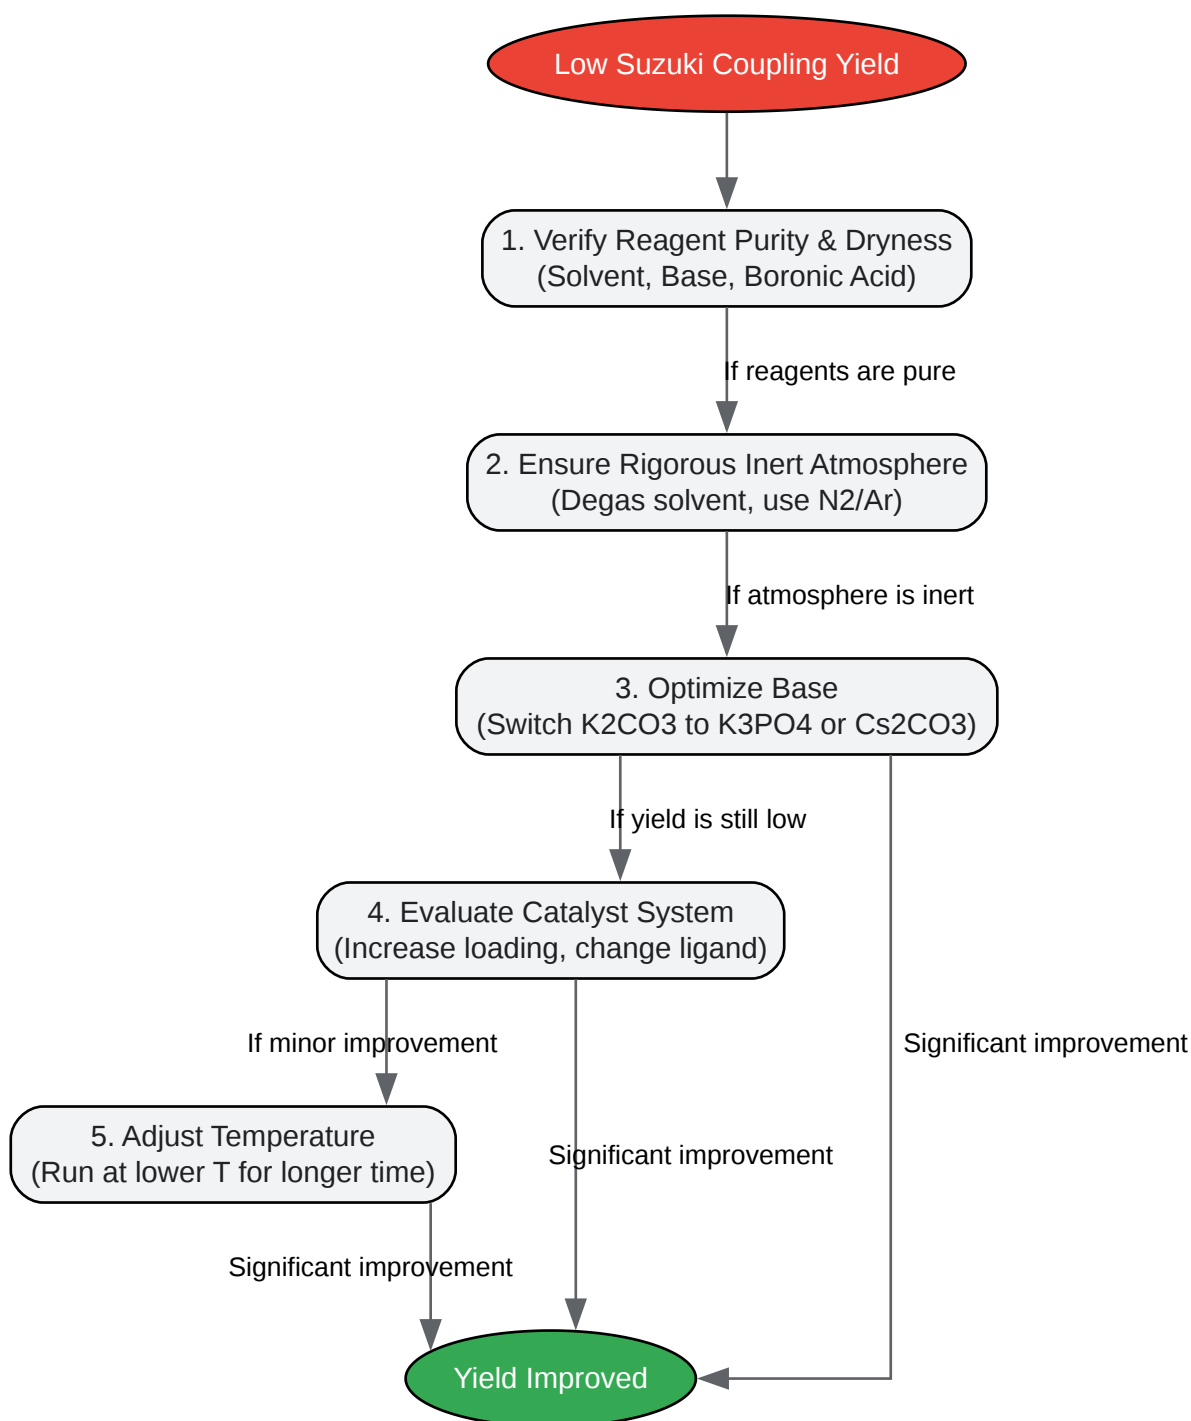 Low Suzuki Coupling Yield
1. Verify Reagent Purity & Dryness
(Solvent, Base, Boronic Acid)
If reagents are pure
2. Ensure Rigorous Inert Atmosphere
(Degas solvent, use N2/Ar)
If atmosphere is inert
3. Optimize Base
(Switch K2CO3 to K3PO4 or Cs2CO3)
If yield is still low
4. Evaluate Catalyst System
(Increase loading, change ligand)
If minor improvement
Significant improvement
5. Adjust Temperature
(Run at lower T for longer time)
Significant improvement
Significant improvement
Yield Improved